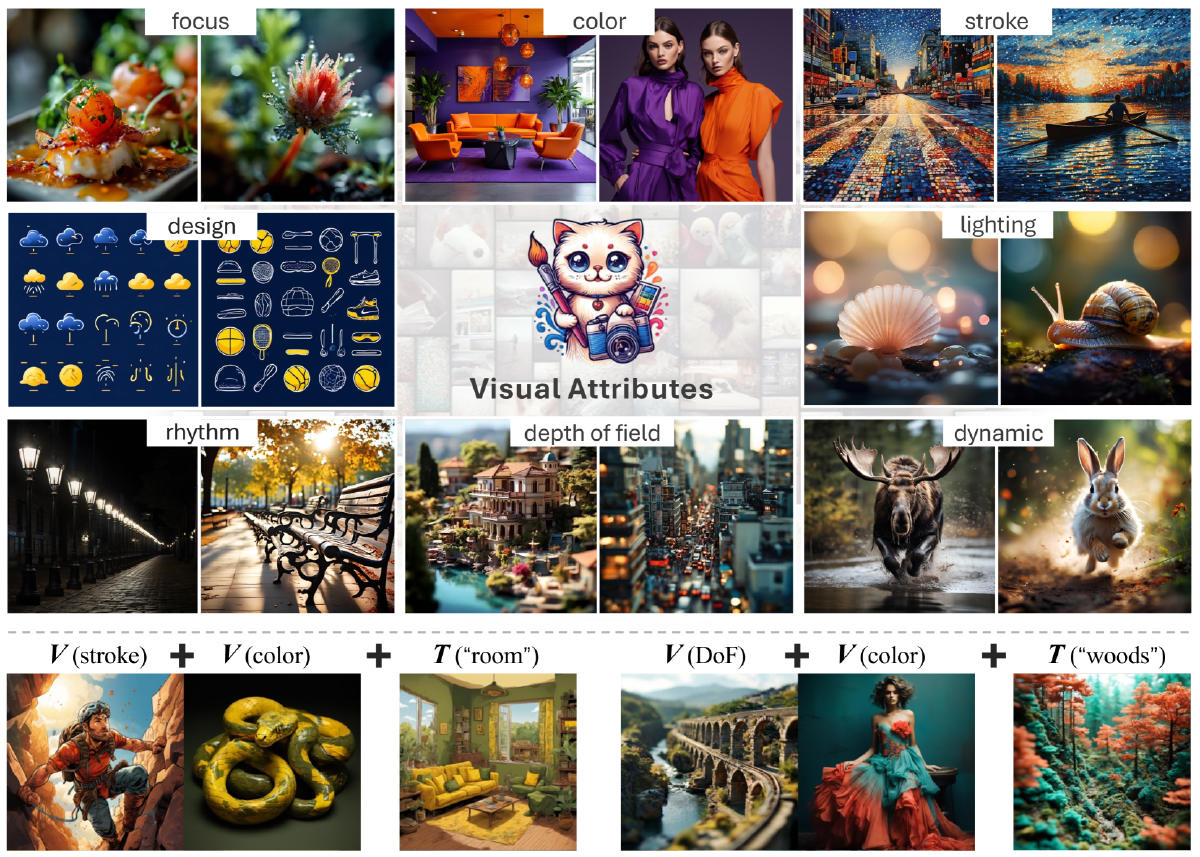 focus
color
stroke
design
lighting
Visual Attributes
rhythm
depth of field
dynamic
V (stroke) + V (color) + T (“room”)
V (DoF) + V (color) + T (“woods”)